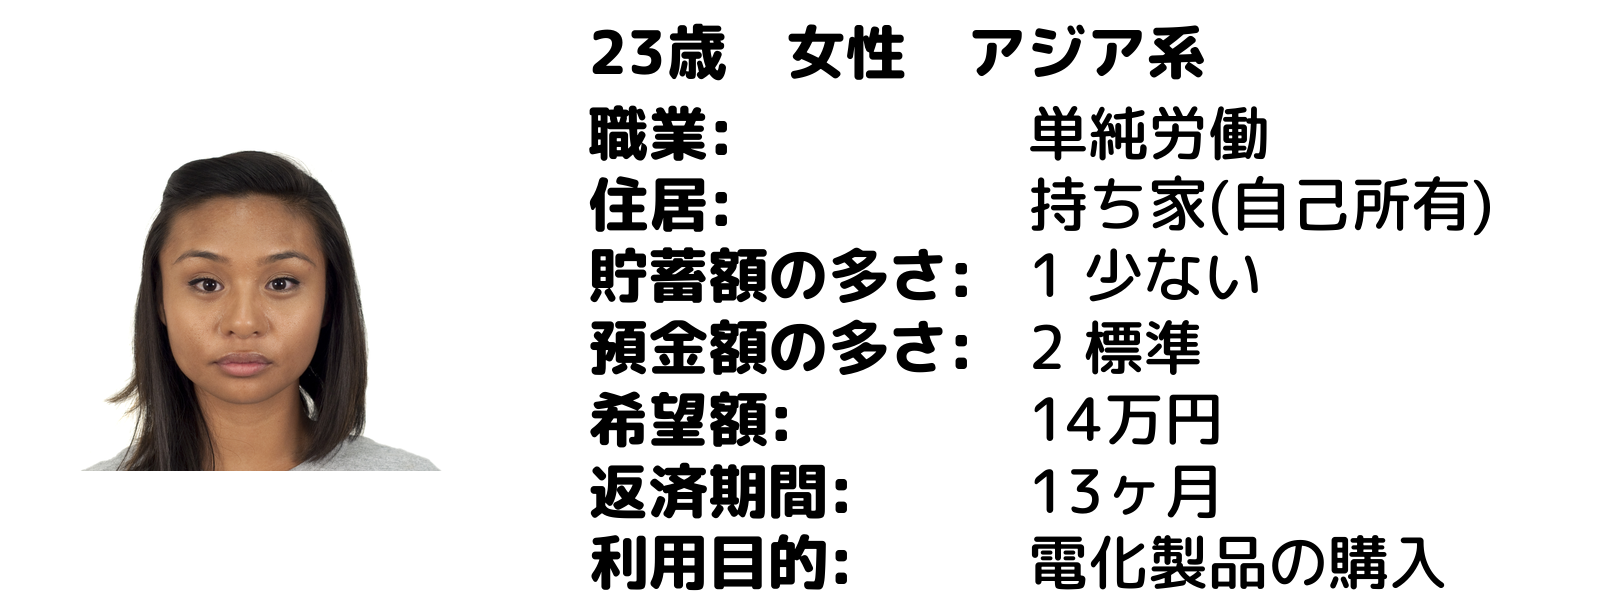 23歳　女性　アジア系
職業: 単純労働
住居: 持ち家(自己所有)
貯蓄額の多さ: 1 少ない
預金額の多さ: 2 標準
希望額: 14万円
返済期間: 13ヶ月
利用目的: 電化製品の購入